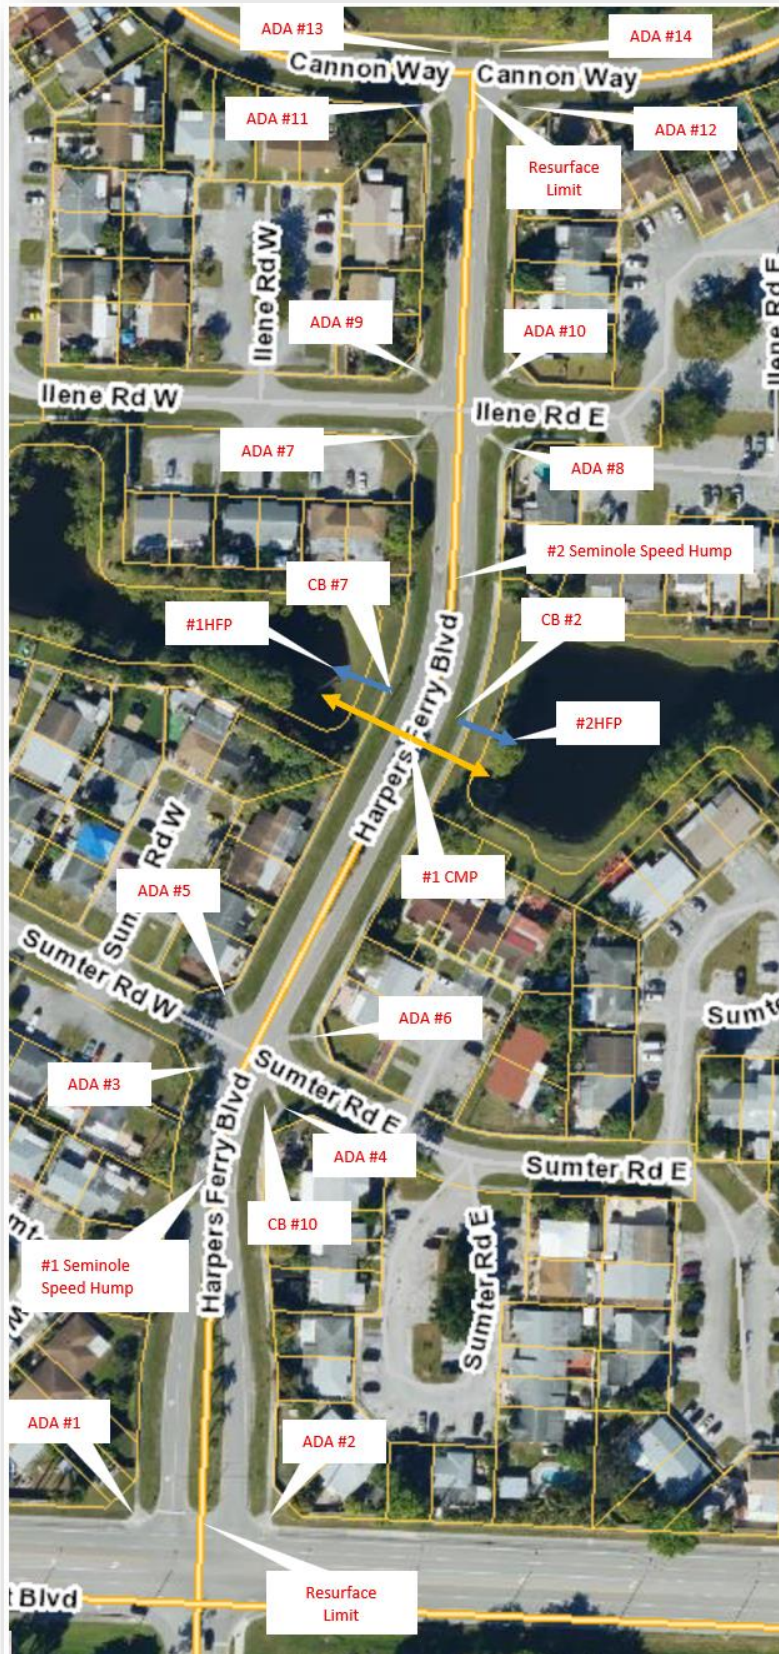 ADA #13
ADA #14
Cannon Way
Cannon Way
ADA #11
ADA #12
Resurface
Limit
Ilene Rd W
Ilene Rd E
ADA #9
ADA #10
Ilene Rd W
Ilene Rd E
ADA #7
ADA #8
#2 Seminole Speed Hump
CB #7
CB #2
#1HFP
#2HFP
Harpers Ferry Blvd
#1 CMP
ADA #5
Sumter Rd W
Sumter Rd W
ADA #6
Sumt
ADA #3
Sumter Rd E
Harpers Ferry Blvd
ADA #4
Sumter Rd E
CB #10
Sumter Rd E
#1 Seminole
Speed Hump
ADA #1
ADA #2
Resurface
Limit
t Blvd